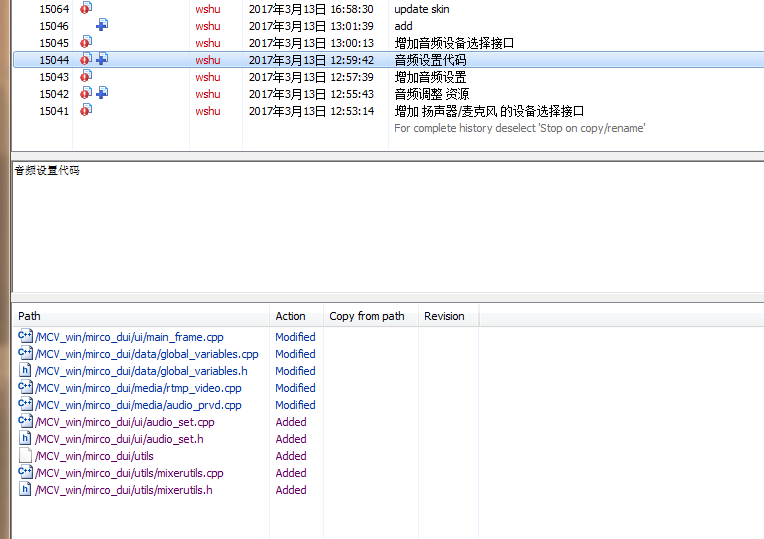 15064 wshu 2017年3月13日 16:58:30 update skin
15046 wshu 2017年3月13日 13:01:39 add
15045 wshu 2017年3月13日 13:00:13 增加音频设备选择接口
15044 wshu 2017年3月13日 12:59:42 音频设置代码
15043 wshu 2017年3月13日 12:57:39 增加音频设置
15042 wshu 2017年3月13日 12:55:43 音频调整 资源
15041 wshu 2017年3月13日 12:53:14 增加 扬声器/麦克风 的设备选择接口
For complete history deselect 'Stop on copy/rename'
音频设置代码
Path Action Copy from path Revision
/MCV_win/mirco_dui/ui/main_frame.cpp Modified
/MCV_win/mirco_dui/data/global_variables.cpp Modified
/MCV_win/mirco_dui/data/global_variables.h Modified
/MCV_win/mirco_dui/media/rtmp_video.cpp Modified
/MCV_win/mirco_dui/media/audio_prvd.cpp Modified
/MCV_win/mirco_dui/ui/audio_set.cpp Added
/MCV_win/mirco_dui/ui/audio_set.h Added
/MCV_win/mirco_dui/utils Added
/MCV_win/mirco_dui/utils/mixerutils.cpp Added
/MCV_win/mirco_dui/utils/mixerutils.h Added